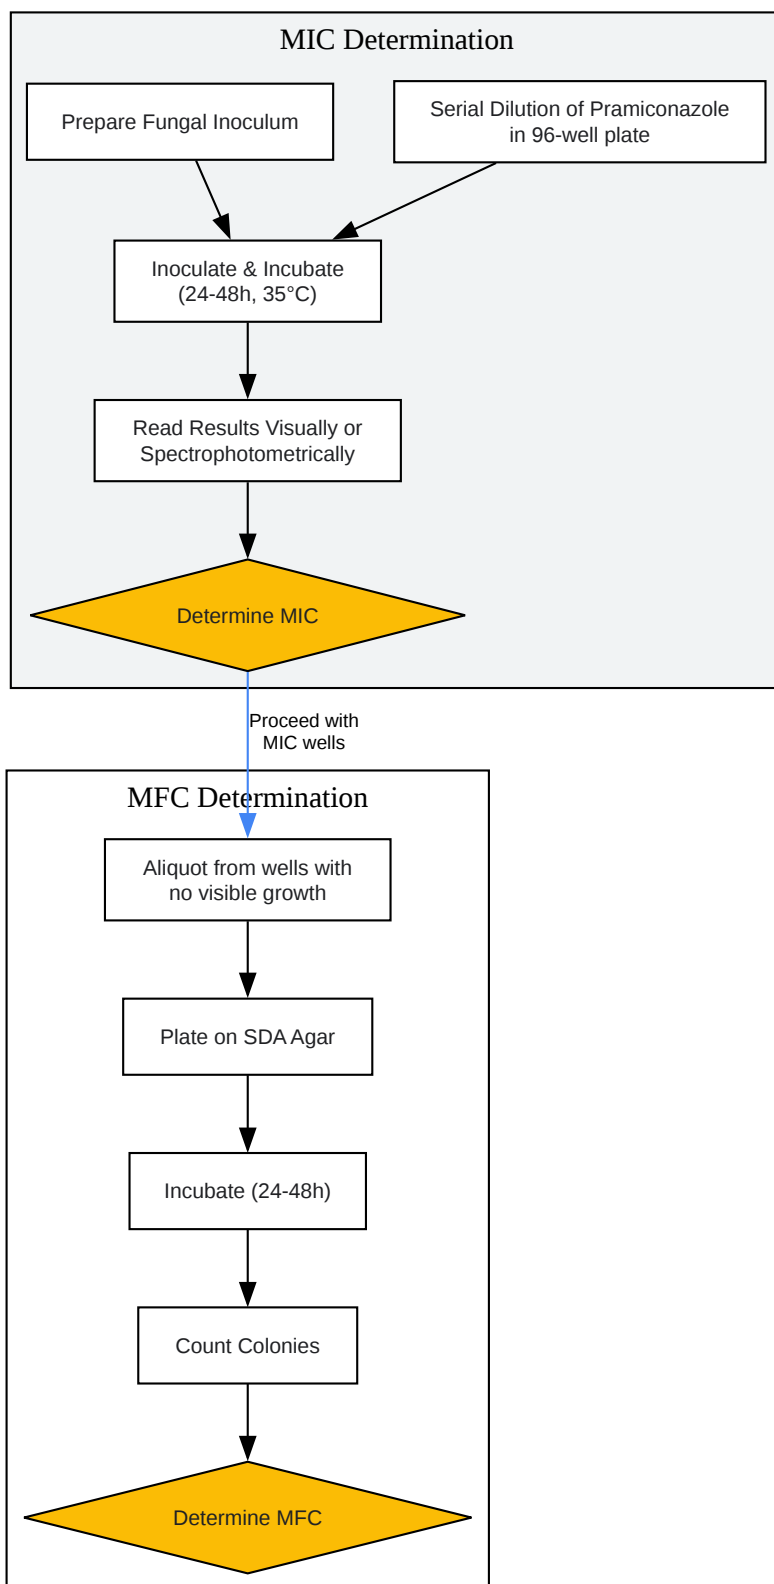 MIC Determination
Prepare Fungal Inoculum
Serial Dilution of Pramiconazole
in 96-well plate
Inoculate & Incubate
(24-48h, 35°C)
Read Results Visually or
Spectrophotometrically
Determine MIC
Proceed with
MIC wells
MFC Determination
Aliquot from wells with
no visible growth
Plate on SDA Agar
Incubate (24-48h)
Count Colonies
Determine MFC